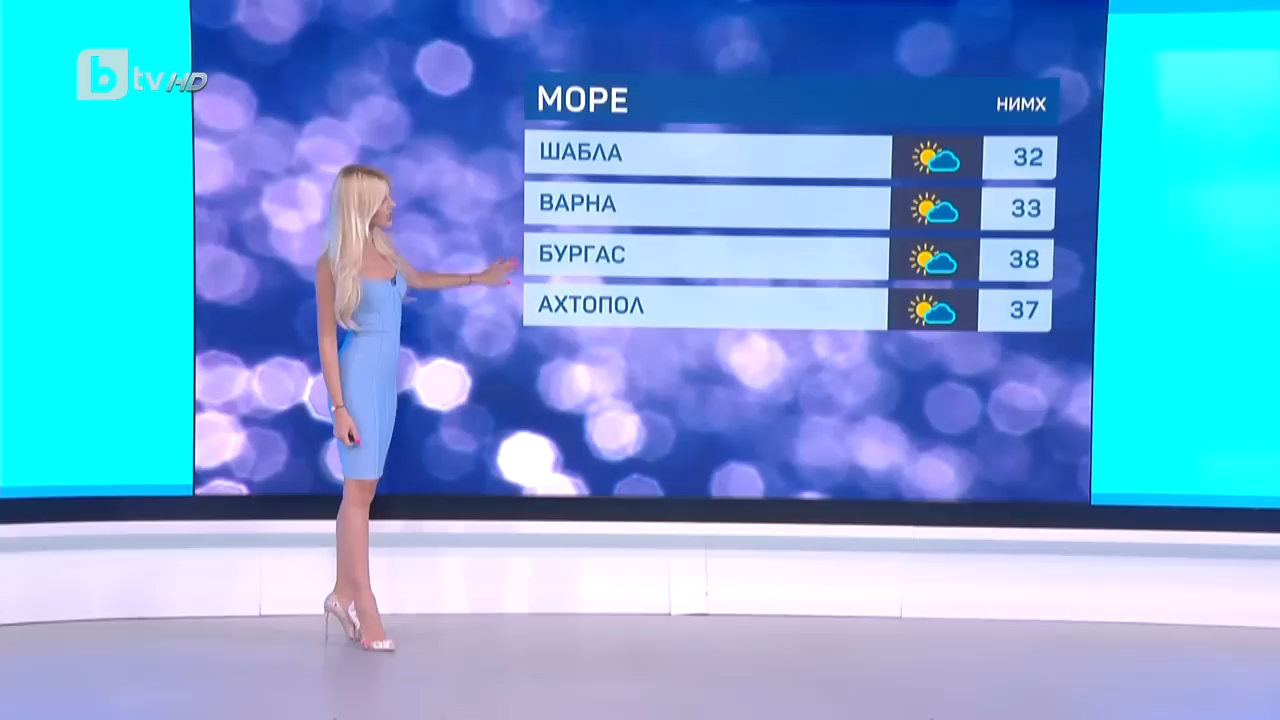 btv HD
МОРЕ
НИМХ
ШАБЛА 32
ВАРНА 33
БУРГАС 38
АХТОПОЛ 37